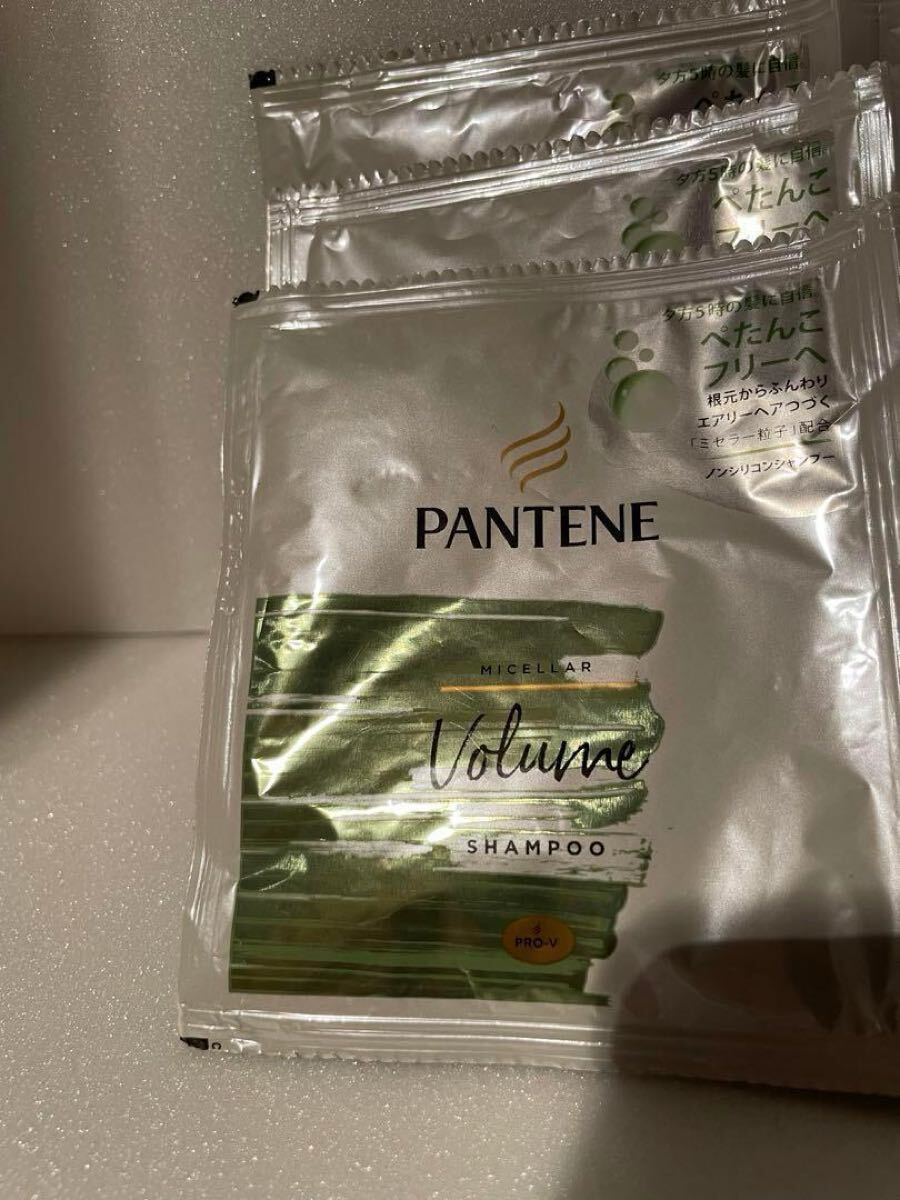 夕方5時の髪に自信。
夕方5時の髪に自信。
ぺたんこ
フリーへ
夕方5時の髪に自信。
ぺたんこ
フリーへ
根元からふんわり
エアリーヘアつづく
「ミセラー粒子」配合
ノンシリコンシャンプー
PANTENE
MICELLAR
Volume
SHAMPOO
PRO-V